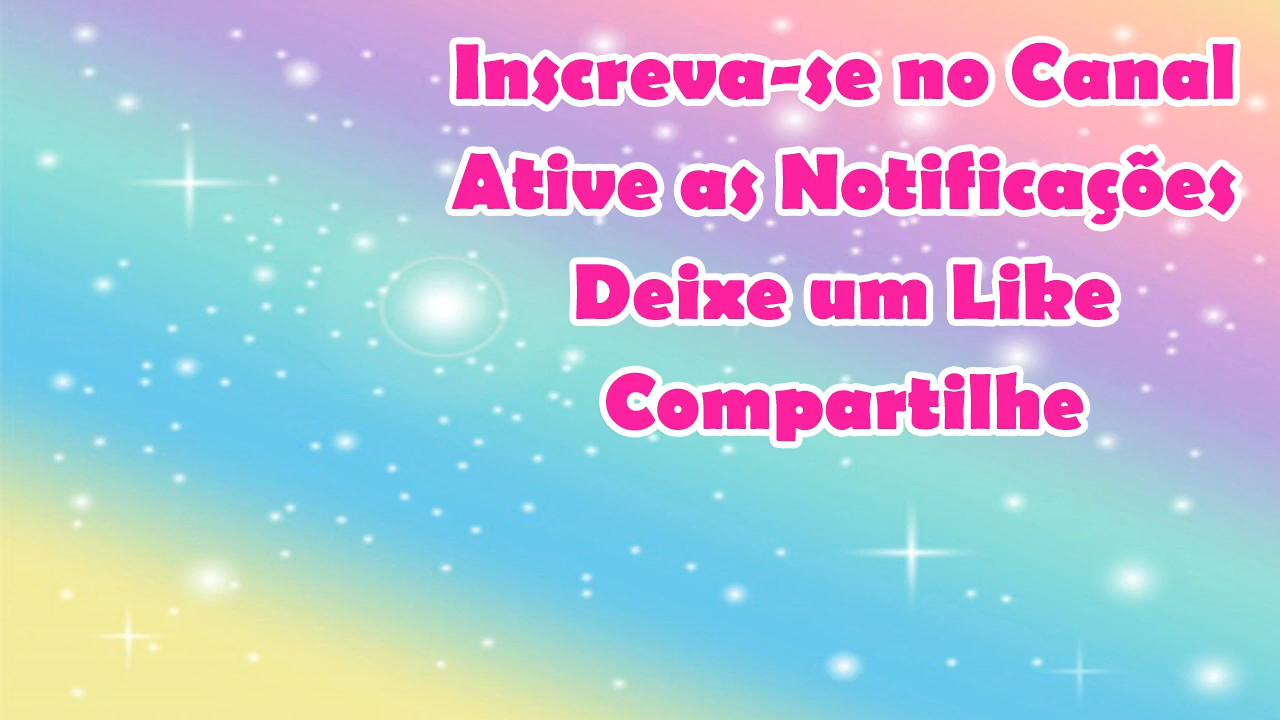 Inscreva-se no Canal
Ative as Notificações
Deixe um Like
Compartilhe